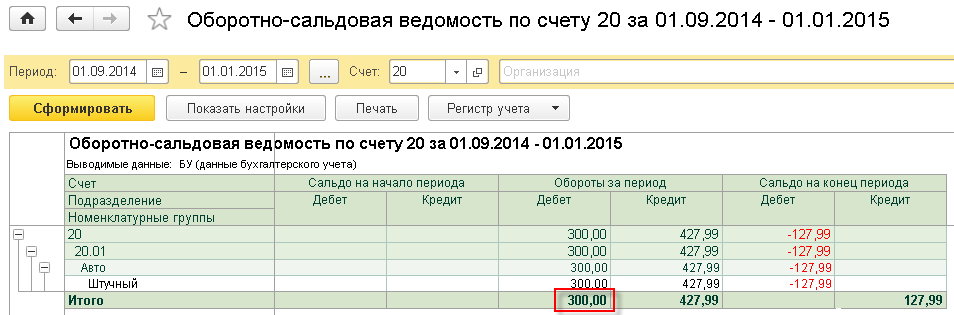 Оборотно-сальдовая ведомость по счету 20 за 01.09.2014 - 01.01.2015
Период: 01.09.2014 – 01.01.2015 ... Счет: 20 Организация
Сформировать Показать настройки Печать Регистр учета
Оборотно-сальдовая ведомость по счету 20 за 01.09.2014 - 01.01.2015
Выводимые данные: БУ (данные бухгалтерского учета)
Счет Сальдо на начало периода Обороты за период Сальдо на конец периода
Подразделение Дебет Кредит Дебет Кредит Дебет Кредит
Номенклатурные группы
20 300,00 427,99 -127,99
20.01 300,00 427,99 -127,99
Авто 300,00 427,99 -127,99
Штучный 300,00 427,99 -127,99
Итого 300,00 427,99 127,99